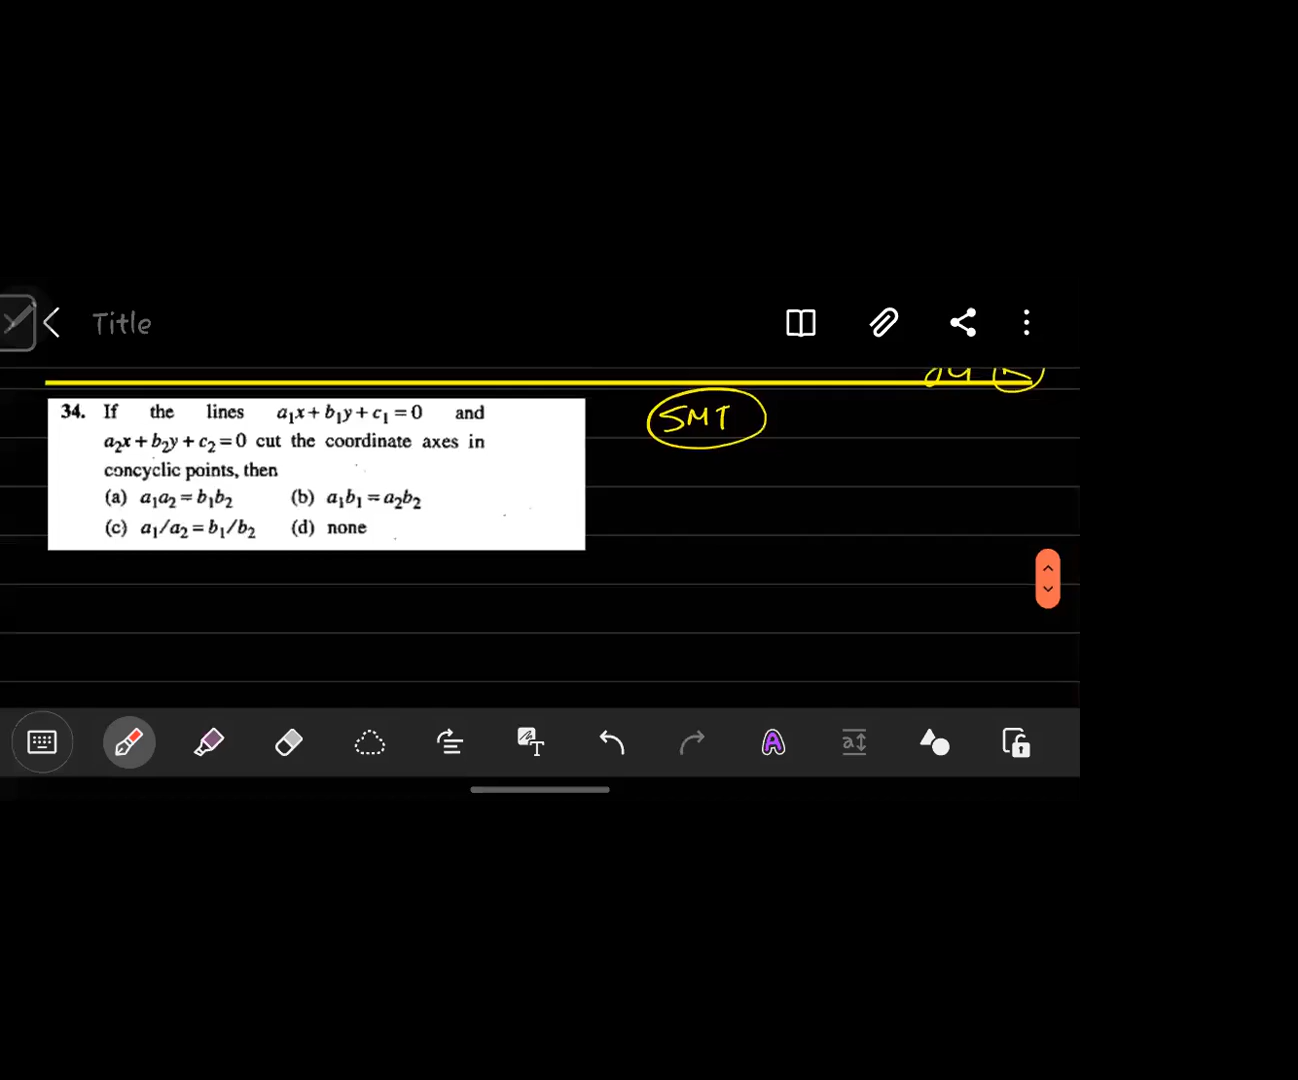 Title
34. If the lines a₁x + b₁y + c₁ = 0 and
a₂x + b₂y + c₂ = 0 cut the coordinate axes in
concyclic points, then
(a) a₁a₂ = b₁b₂ (b) a₁b₁ = a₂b₂
(c) a₁/a₂ = b₁/b₂ (d) none
SMT